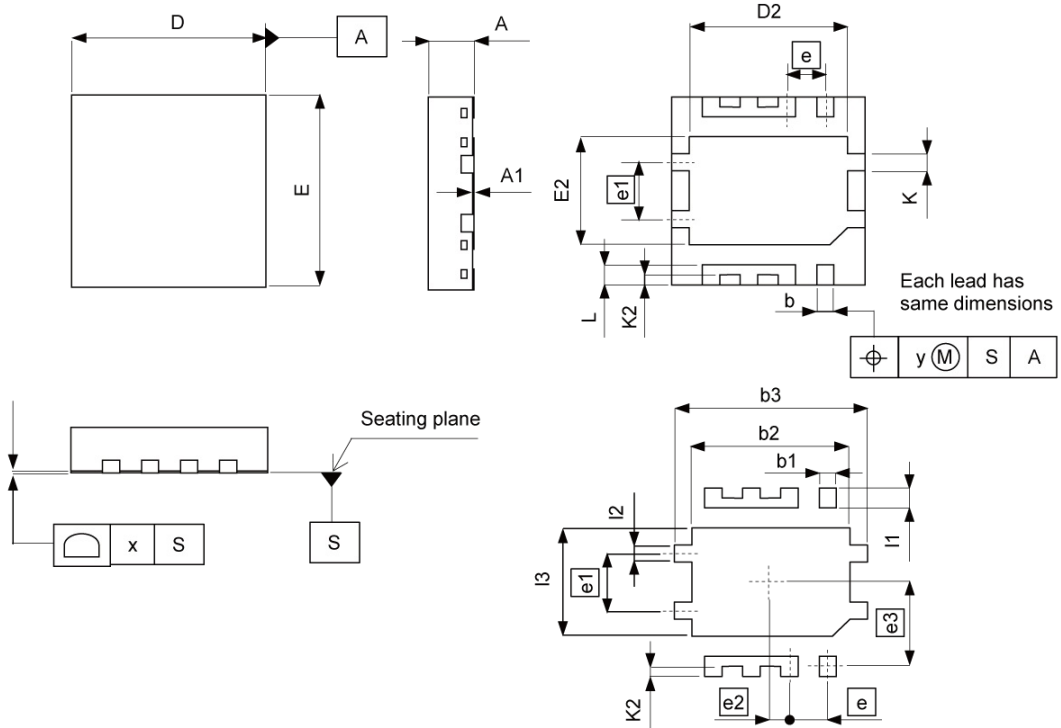 D
A
A
D2
e
E
A1
E2
e1
K
L
K2
b
Each lead has
same dimensions
y Ⓜ S A
Seating plane
x S
S
b3
b2
b1
l2
l1
l3
e1
e3
K2
e2
e